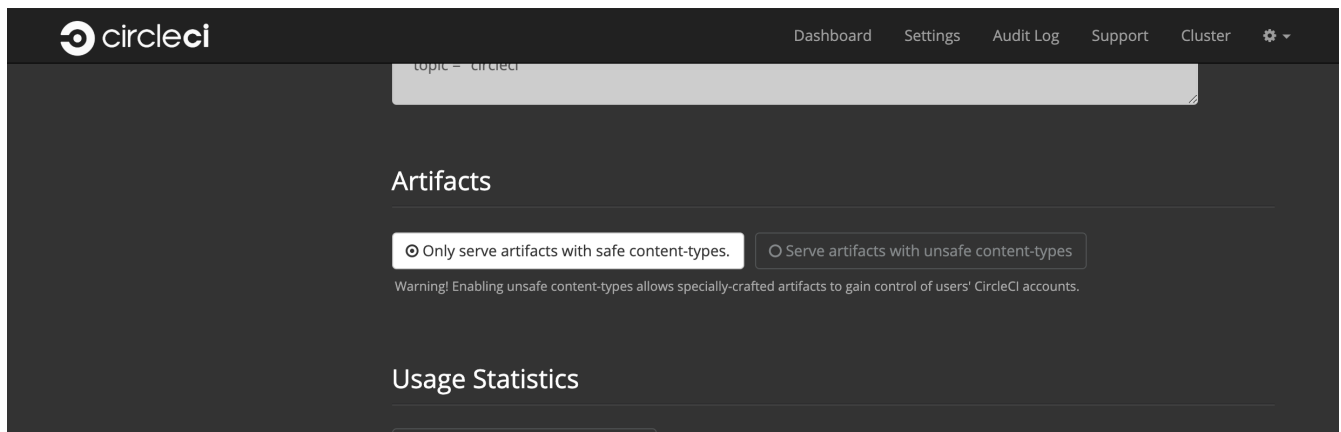 circleci
Dashboard Settings Audit Log Support Cluster
topic = "circleci"
Artifacts
Only serve artifacts with safe content-types.
Serve artifacts with unsafe content-types
Warning! Enabling unsafe content-types allows specially-crafted artifacts to gain control of users' CircleCI accounts.
Usage Statistics